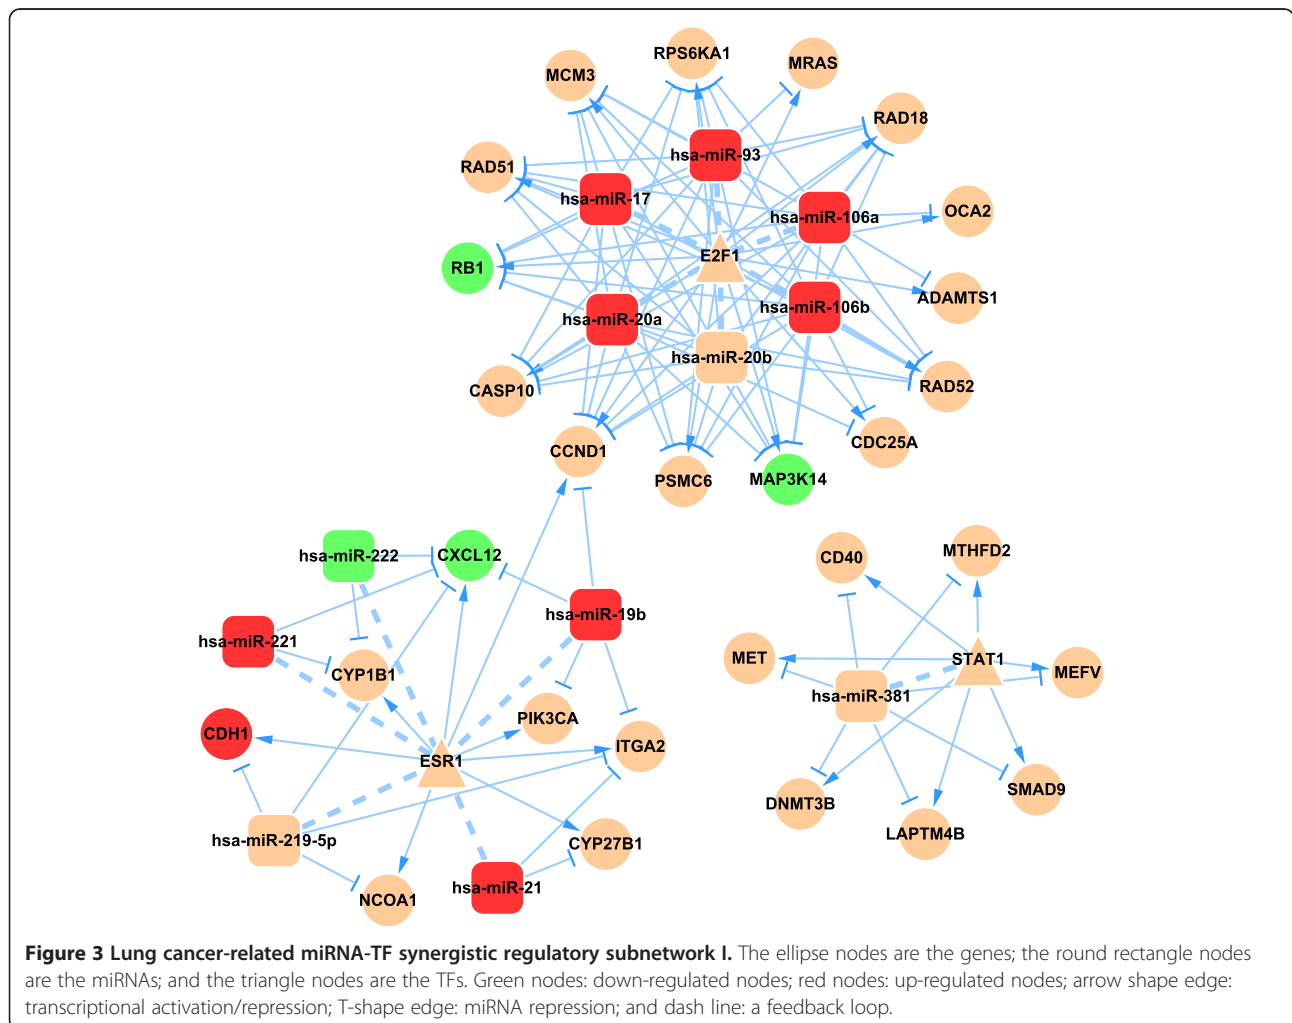 RPS6KA1
MRAS
MCM3
RAD18
hsa-miR-93
RAD51
hsa-miR-17
hsa-miR-106a
OCA2
E2F1
RB1
ADAMTS1
hsa-miR-106b
hsa-miR-20a
hsa-miR-20b
CASP10
RAD52
CCND1
CDC25A
PSMC6
MAP3K14
hsa-miR-222
CXCL12
CD40
MTHFD2
hsa-miR-19b
hsa-miR-221
MET
STAT1
CYP1B1
MEFV
hsa-miR-381
PIK3CA
CDH1
ITGA2
ESR1
SMAD9
DNMT3B
LAPTM4B
hsa-miR-219-5p
CYP27B1
hsa-miR-21
NCOA1
Figure 3 Lung cancer-related miRNA-TF synergistic regulatory subnetwork I. The ellipse nodes are the genes; the round rectangle nodes
are the miRNAs; and the triangle nodes are the TFs. Green nodes: down-regulated nodes; red nodes: up-regulated nodes; arrow shape edge:
transcriptional activation/repression; T-shape edge: miRNA repression; and dash line: a feedback loop.